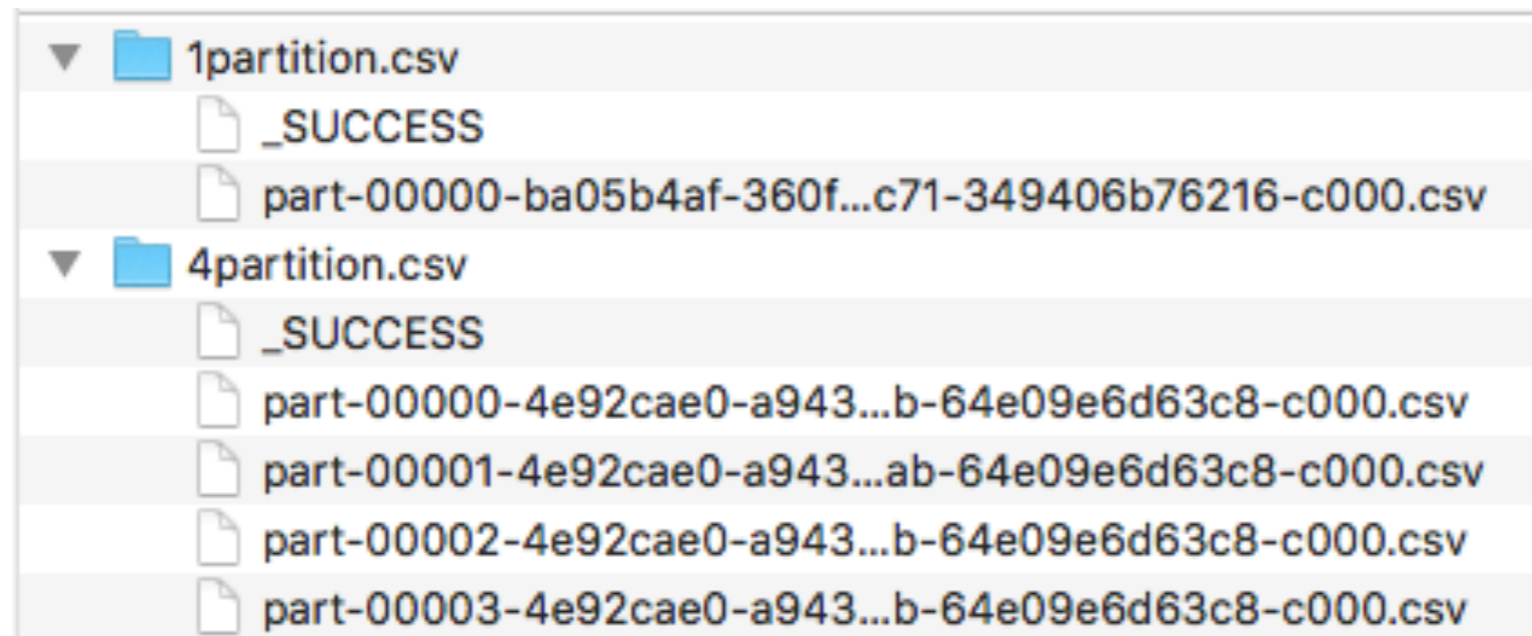 1partition.csv
_SUCCESS
part-00000-ba05b4af-360f...c71-349406b76216-c000.csv
4partition.csv
_SUCCESS
part-00000-4e92cae0-a943...b-64e09e6d63c8-c000.csv
part-00001-4e92cae0-a943...ab-64e09e6d63c8-c000.csv
part-00002-4e92cae0-a943...b-64e09e6d63c8-c000.csv
part-00003-4e92cae0-a943...b-64e09e6d63c8-c000.csv